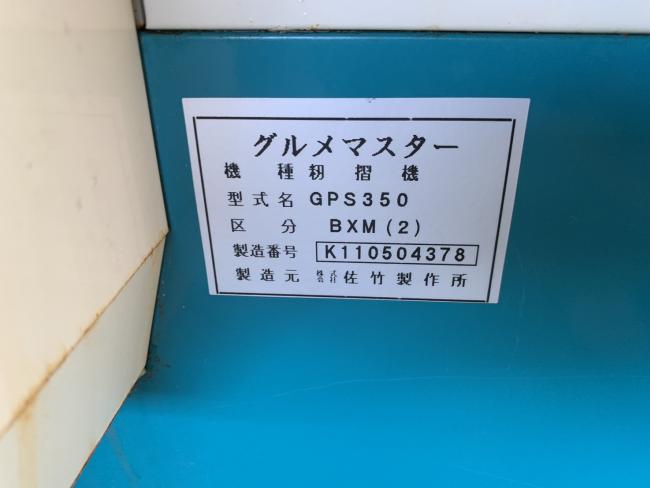 グルメマスター
機種 籾摺機
型式名 GPS350
区分 BXM(2)
製造番号 K110504378
製造元 株式会社 佐竹製作所